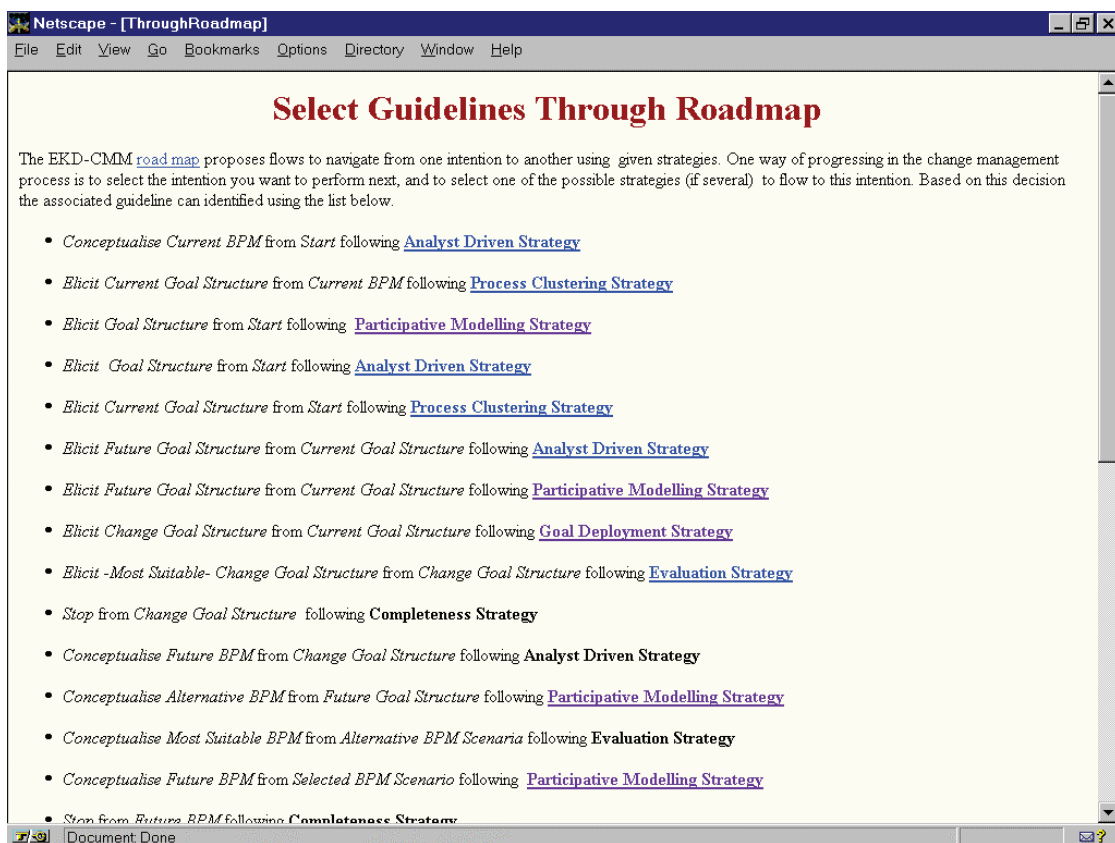 Netscape - [ThroughRoadmap]
File Edit View Go Bookmarks Options Directory Window Help
Select Guidelines Through Roadmap
The EKD-CMM road map proposes flows to navigate from one intention to another using given strategies. One way of progressing in the change management
process is to select the intention you want to perform next, and to select one of the possible strategies (if several) to flow to this intention. Based on this decision
the associated guideline can identified using the list below.
• Conceptualise Current BPM from Start following Analyst Driven Strategy
• Elicit Current Goal Structure from Current BPM following Process Clustering Strategy
• Elicit Goal Structure from Start following Participative Modelling Strategy
• Elicit Goal Structure from Start following Analyst Driven Strategy
• Elicit Current Goal Structure from Start following Process Clustering Strategy
• Elicit Future Goal Structure from Current Goal Structure following Analyst Driven Strategy
• Elicit Future Goal Structure from Current Goal Structure following Participative Modelling Strategy
• Elicit Change Goal Structure from Current Goal Structure following Goal Deployment Strategy
• Elicit -Most Suitable- Change Goal Structure from Change Goal Structure following Evaluation Strategy
• Stop from Change Goal Structure following Completeness Strategy
• Conceptualise Future BPM from Change Goal Structure following Analyst Driven Strategy
• Conceptualise Alternative BPM from Future Goal Structure following Participative Modelling Strategy
• Conceptualise Most Suitable BPM from Alternative BPM Scenaria following Evaluation Strategy
• Conceptualise Future BPM from Selected BPM Scenario following Participative Modelling Strategy
• Stop from Future BPM following Completeness Strategy
Document: Done